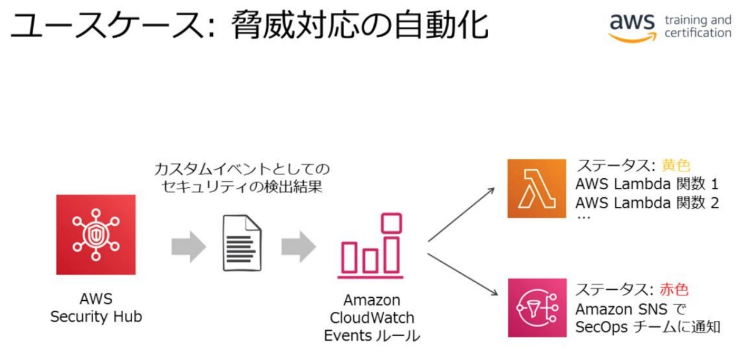 ユースケース: 脅威対応の自動化
aws training and
certification
カスタムイベントとしての
セキュリティの検出結果
ステータス: 黄色
AWS Lambda 関数 1
AWS Lambda 関数 2
…
AWS
Security Hub
Amazon
CloudWatch
Events ルール
ステータス: 赤色
Amazon SNS で
SecOps チームに通知